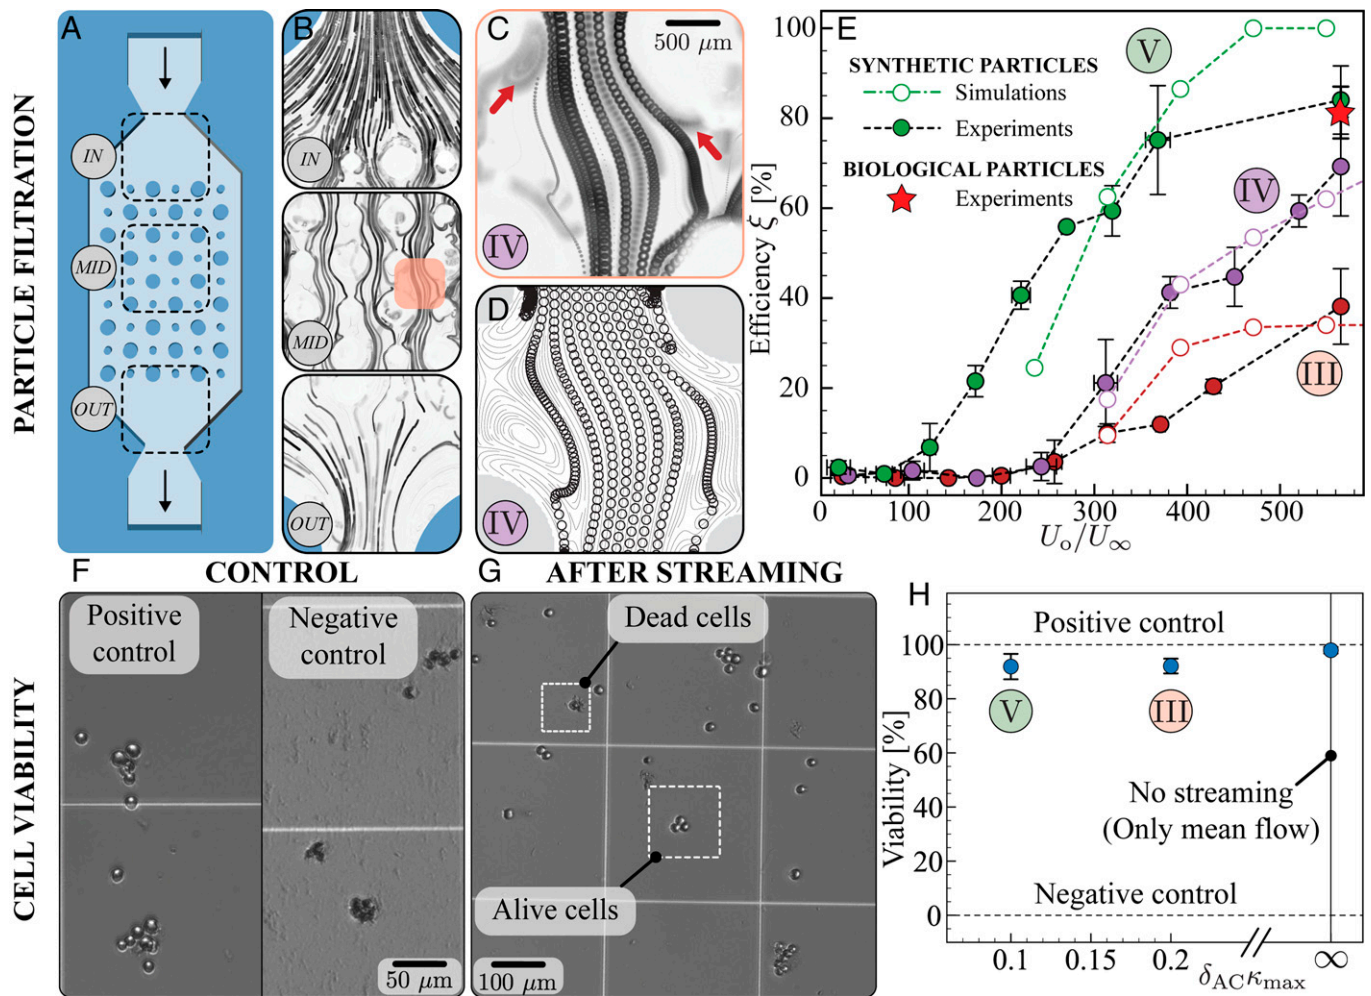 PARTICLE FILTRATION
A
IN
MID
OUT
B
IN
MID
OUT
C
500 μm
IV
D
IV
E
SYNTHETIC PARTICLES
Simulations
Experiments
BIOLOGICAL PARTICLES
Experiments
V
IV
III
Efficiency ξ [%]
100
80
60
40
20
0
0 100 200 300 400 500
U₀/U∞
CELL VIABILITY
F CONTROL
Positive
control
Negative
control
50 μm
G AFTER STREAMING
Dead cells
Alive cells
100 μm
H
Positive control
V
III
No streaming
(Only mean flow)
Negative control
Viability [%]
100
80
60
40
20
0
0.1 0.15 0.2 ∞
δ_AC κ_max